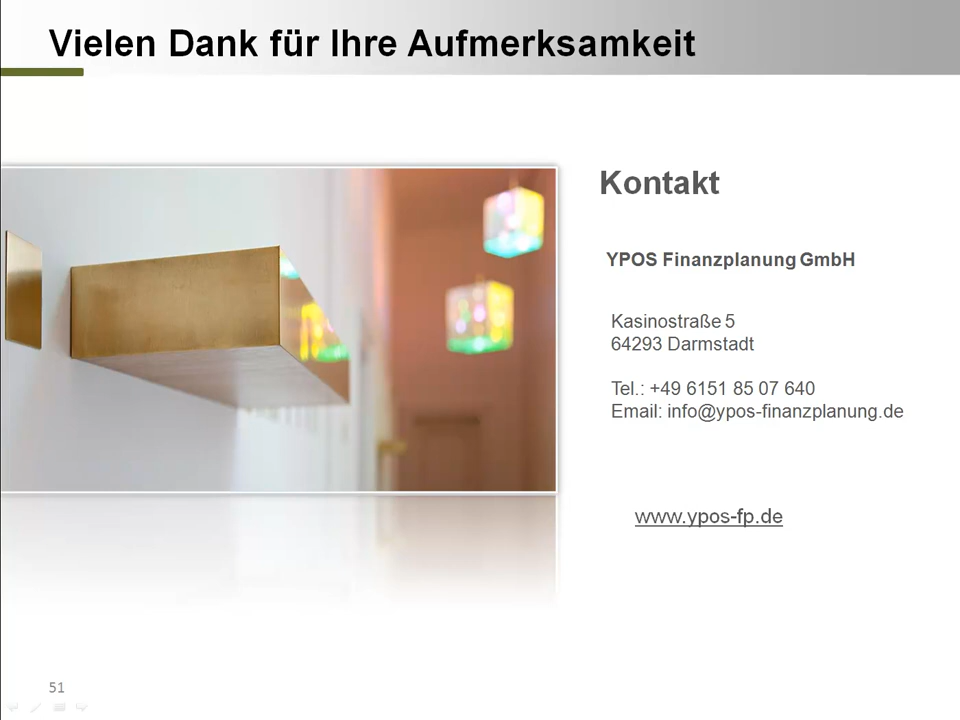 Vielen Dank für Ihre Aufmerksamkeit
Kontakt
YPOS Finanzplanung GmbH
Kasinostraße 5
64293 Darmstadt
Tel.: +49 6151 85 07 640
Email: info@ypos-finanzplanung.de
www.ypos-fp.de
51